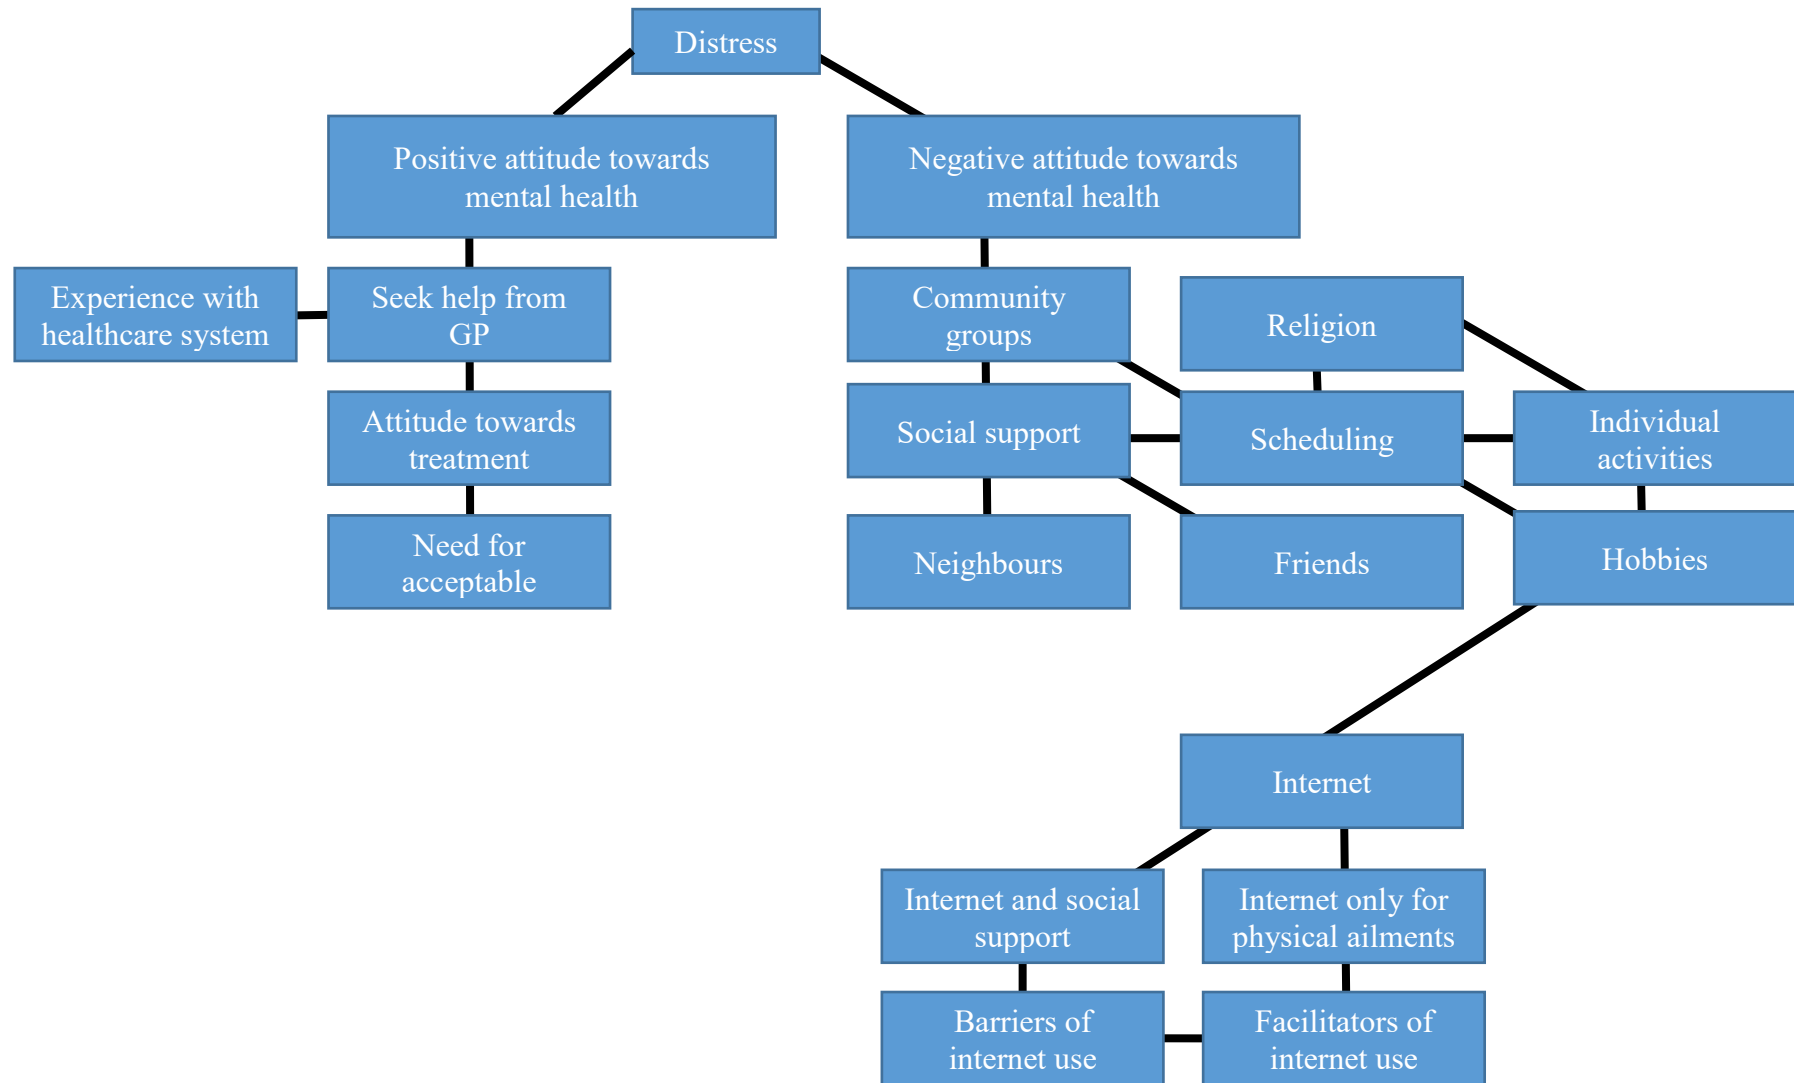 Distress
Positive attitude towards
mental health
Negative attitude towards
mental health
Experience with
healthcare system
Seek help from
GP
Community
groups
Religion
Attitude towards
treatment
Social support
Scheduling
Individual
activities
Need for
acceptable
Neighbours
Friends
Hobbies
Internet
Internet and social
support
Internet only for
physical ailments
Barriers of
internet use
Facilitators of
internet use